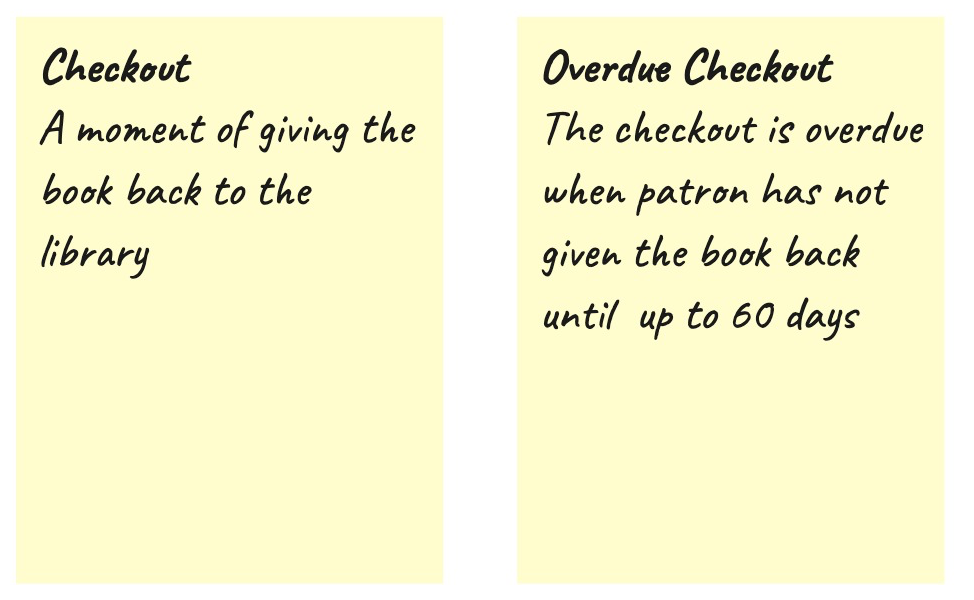 Checkout
A moment of giving the
book back to the
library
Overdue Checkout
The checkout is overdue
when patron has not
given the book back
until up to 60 days